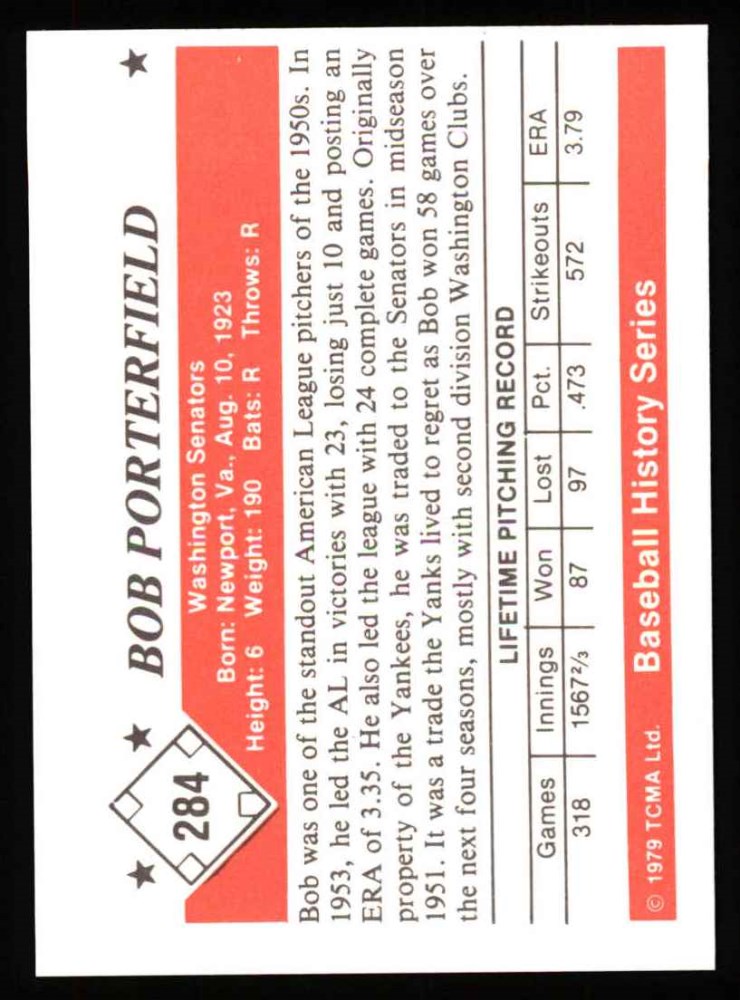 284
BOB PORTERFIELD
Washington Senators
Born: Newport, Va., Aug. 10, 1923
Height: 6 Weight: 190 Bats: R Throws: R
Bob was one of the standout American League pitchers of the 1950s. In
1953, he led the AL in victories with 23, losing just 10 and posting an
ERA of 3.35. He also led the league with 24 complete games. Originally
property of the Yankees, he was traded to the Senators in midseason
1951. It was a trade the Yanks lived to regret as Bob won 58 games over
the next four seasons, mostly with second division Washington Clubs.
LIFETIME PITCHING RECORD
Games Innings Won Lost Pct. Strikeouts ERA
318 1567⅔ 87 97 .473 572 3.79
© 1979 TCMA Ltd. Baseball History Series